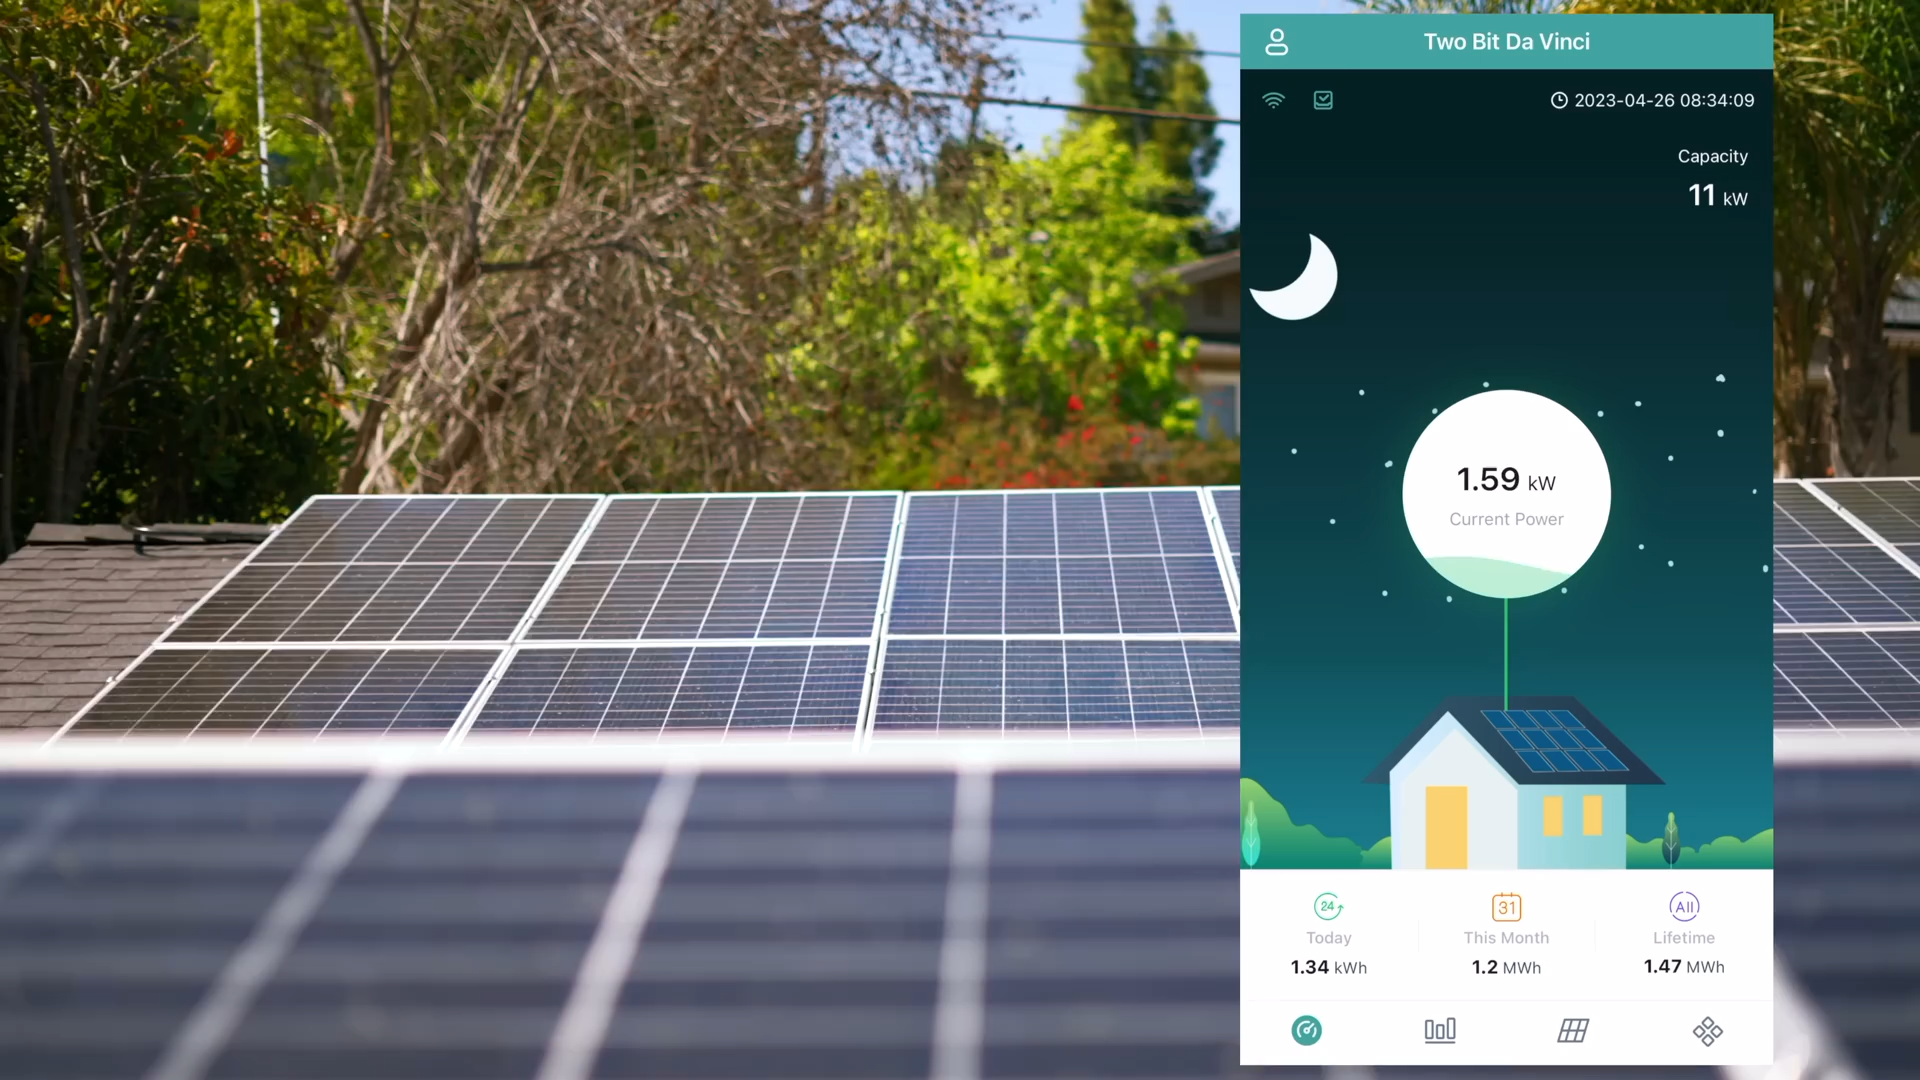 Two Bit Da Vinci
2023-04-26 08:34:09
Capacity
11 kW
1.59 kW
Current Power
24
31
All
Today
This Month
Lifetime
1.34 kWh
1.2 MWh
1.47 MWh